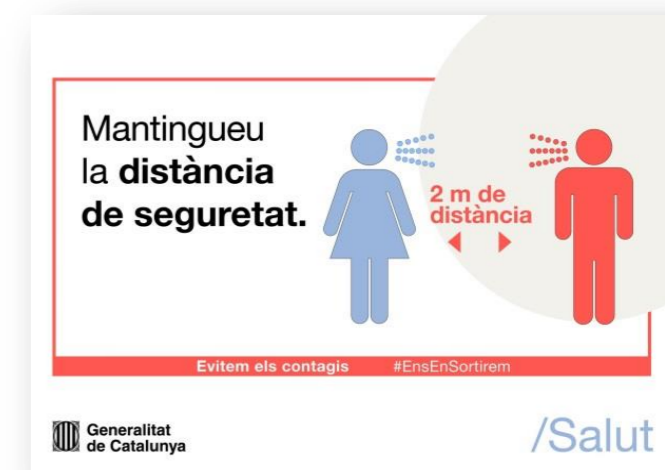 Mantingueu
la distància
de seguretat.
2 m de
distància
Evitem els contagis #EnsEnSortirem
Generalitat
de Catalunya
/Salut